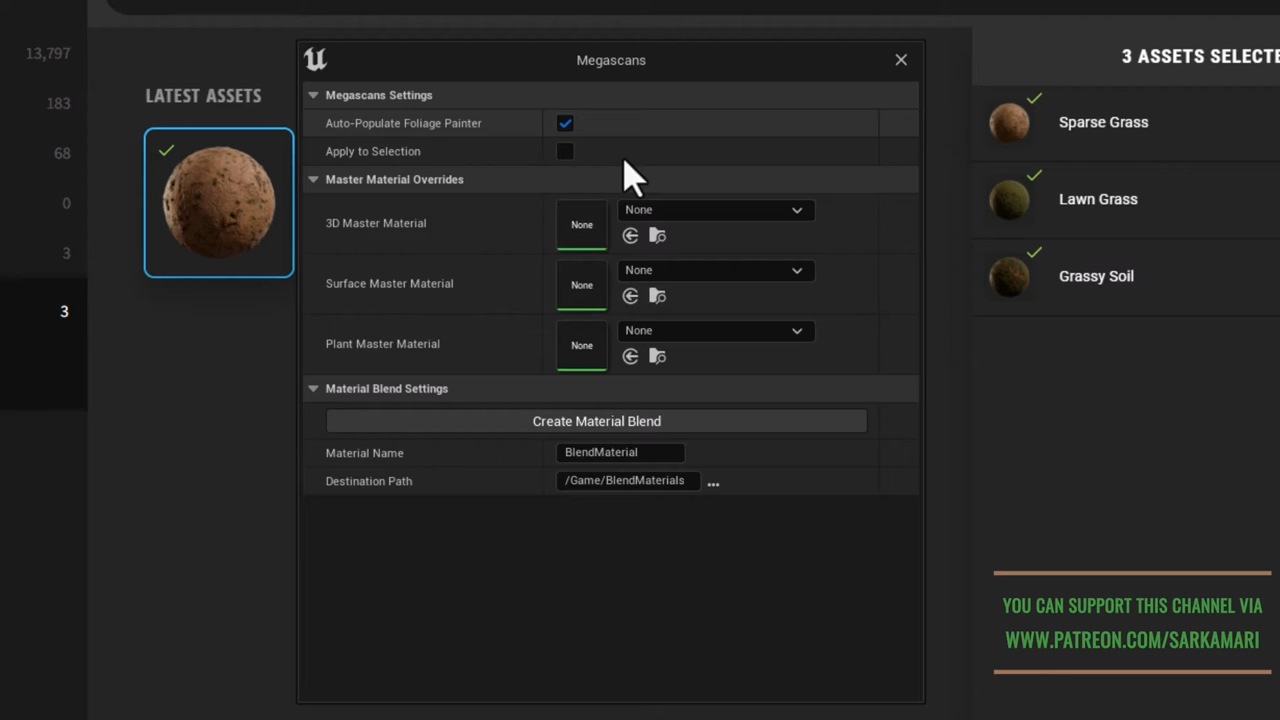 13,797
183
68
0
3
3
LATEST ASSETS
Megascans
Megascans Settings
Auto-Populate Foliage Painter
Apply to Selection
Master Material Overrides
3D Master Material
None
None
Surface Master Material
None
None
Plant Master Material
None
None
Material Blend Settings
Create Material Blend
Material Name
BlendMaterial
Destination Path
/Game/BlendMaterials
...
3 ASSETS SELECTE
Sparse Grass
Lawn Grass
Grassy Soil
YOU CAN SUPPORT THIS CHANNEL VIA
WWW.PATREON.COM/SARKAMARI